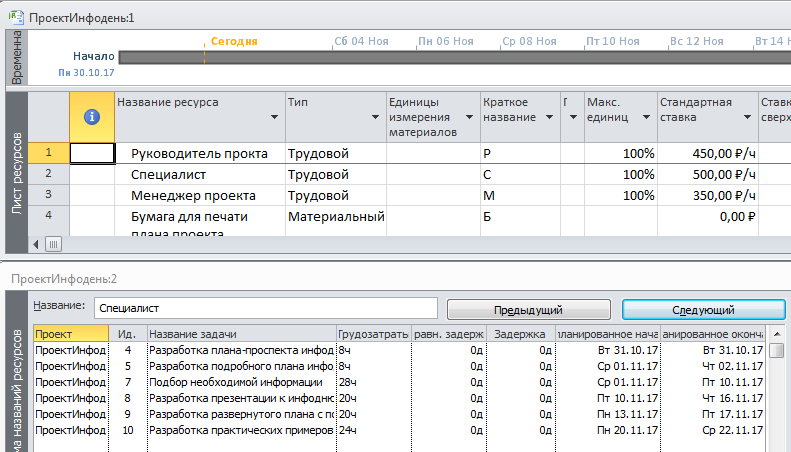 ПроектИнфодень:1
Временна
Сегодня
Сб 04 Ноя Пн 06 Ноя Ср 08 Ноя Пт 10 Ноя Вс 12 Ноя Вт 14
Начало
Пн 30.10.17
Лист ресурсов
Название ресурса Тип Единицы измерения материалов Краткое название Г Макс. единиц Стандартная ставка Ставк сверх
1 Руководитель прокта Трудовой Р 100% 450,00 ₽/ч
2 Специалист Трудовой С 100% 500,00 ₽/ч
3 Менеджер проекта Трудовой М 100% 350,00 ₽/ч
4 Бумага для печати Материальный Б 0,00 ₽
плана проекта
ПроектИнфодень:2
Название: Специалист Предыдущий Следующий
ма названий ресурсов
Проект Ид. Название задачи Грудозатраты равн. задерж Задержка планированное нача анированное оконча
ПроектИнфод 4 Разработка плана-проспекта инфод 8ч 0д 0д Вт 31.10.17 Вт 31.10.17
ПроектИнфод 5 Разработка подробного плана инфо 8ч 0д 0д Ср 01.11.17 Чт 02.11.17
ПроектИнфод 7 Подбор необходимой информации 28ч 0д 0д Ср 01.11.17 Пт 10.11.17
ПроектИнфод 8 Разработка презентации к инфодню 20ч 0д 0д Пт 10.11.17 Чт 16.11.17
ПроектИнфод 9 Разработка развернутого плана с по 20ч 0д 0д Пн 13.11.17 Пт 17.11.17
ПроектИнфод 10 Разработка практических примеров 24ч 0д 0д Пн 20.11.17 Ср 22.11.17